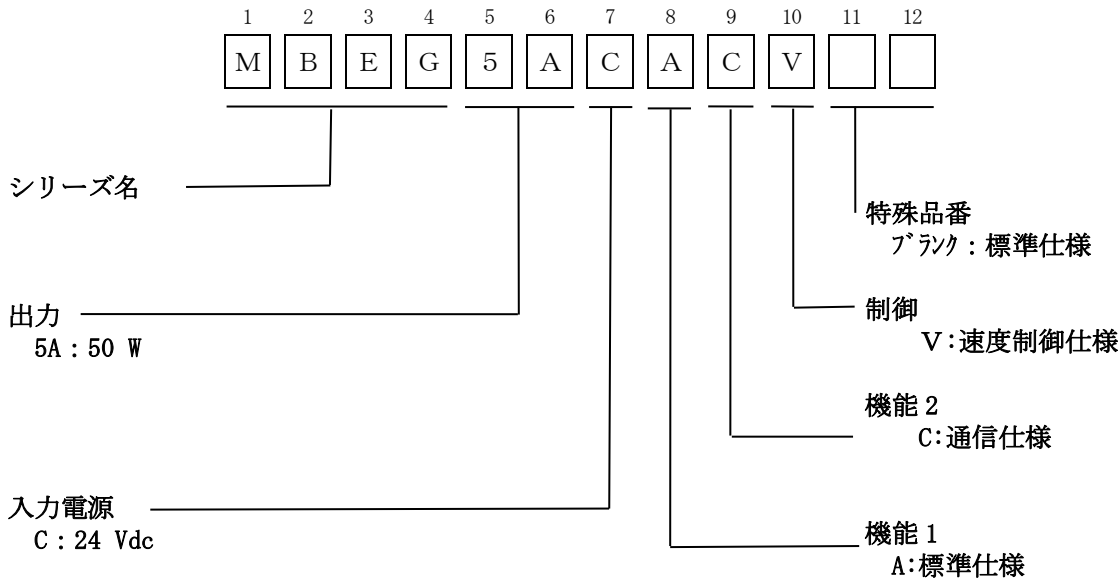 1 2 3 4 5 6 7 8 9 10 11 12
M B E G 5 A C A C V
シリーズ名
特殊品番
ﾌﾞﾗﾝｸ：標準仕様
出力
5A：50 W
制御
Ｖ：速度制御仕様
機能２
C：通信仕様
入力電源
C：24 Vdc
機能１
A：標準仕様